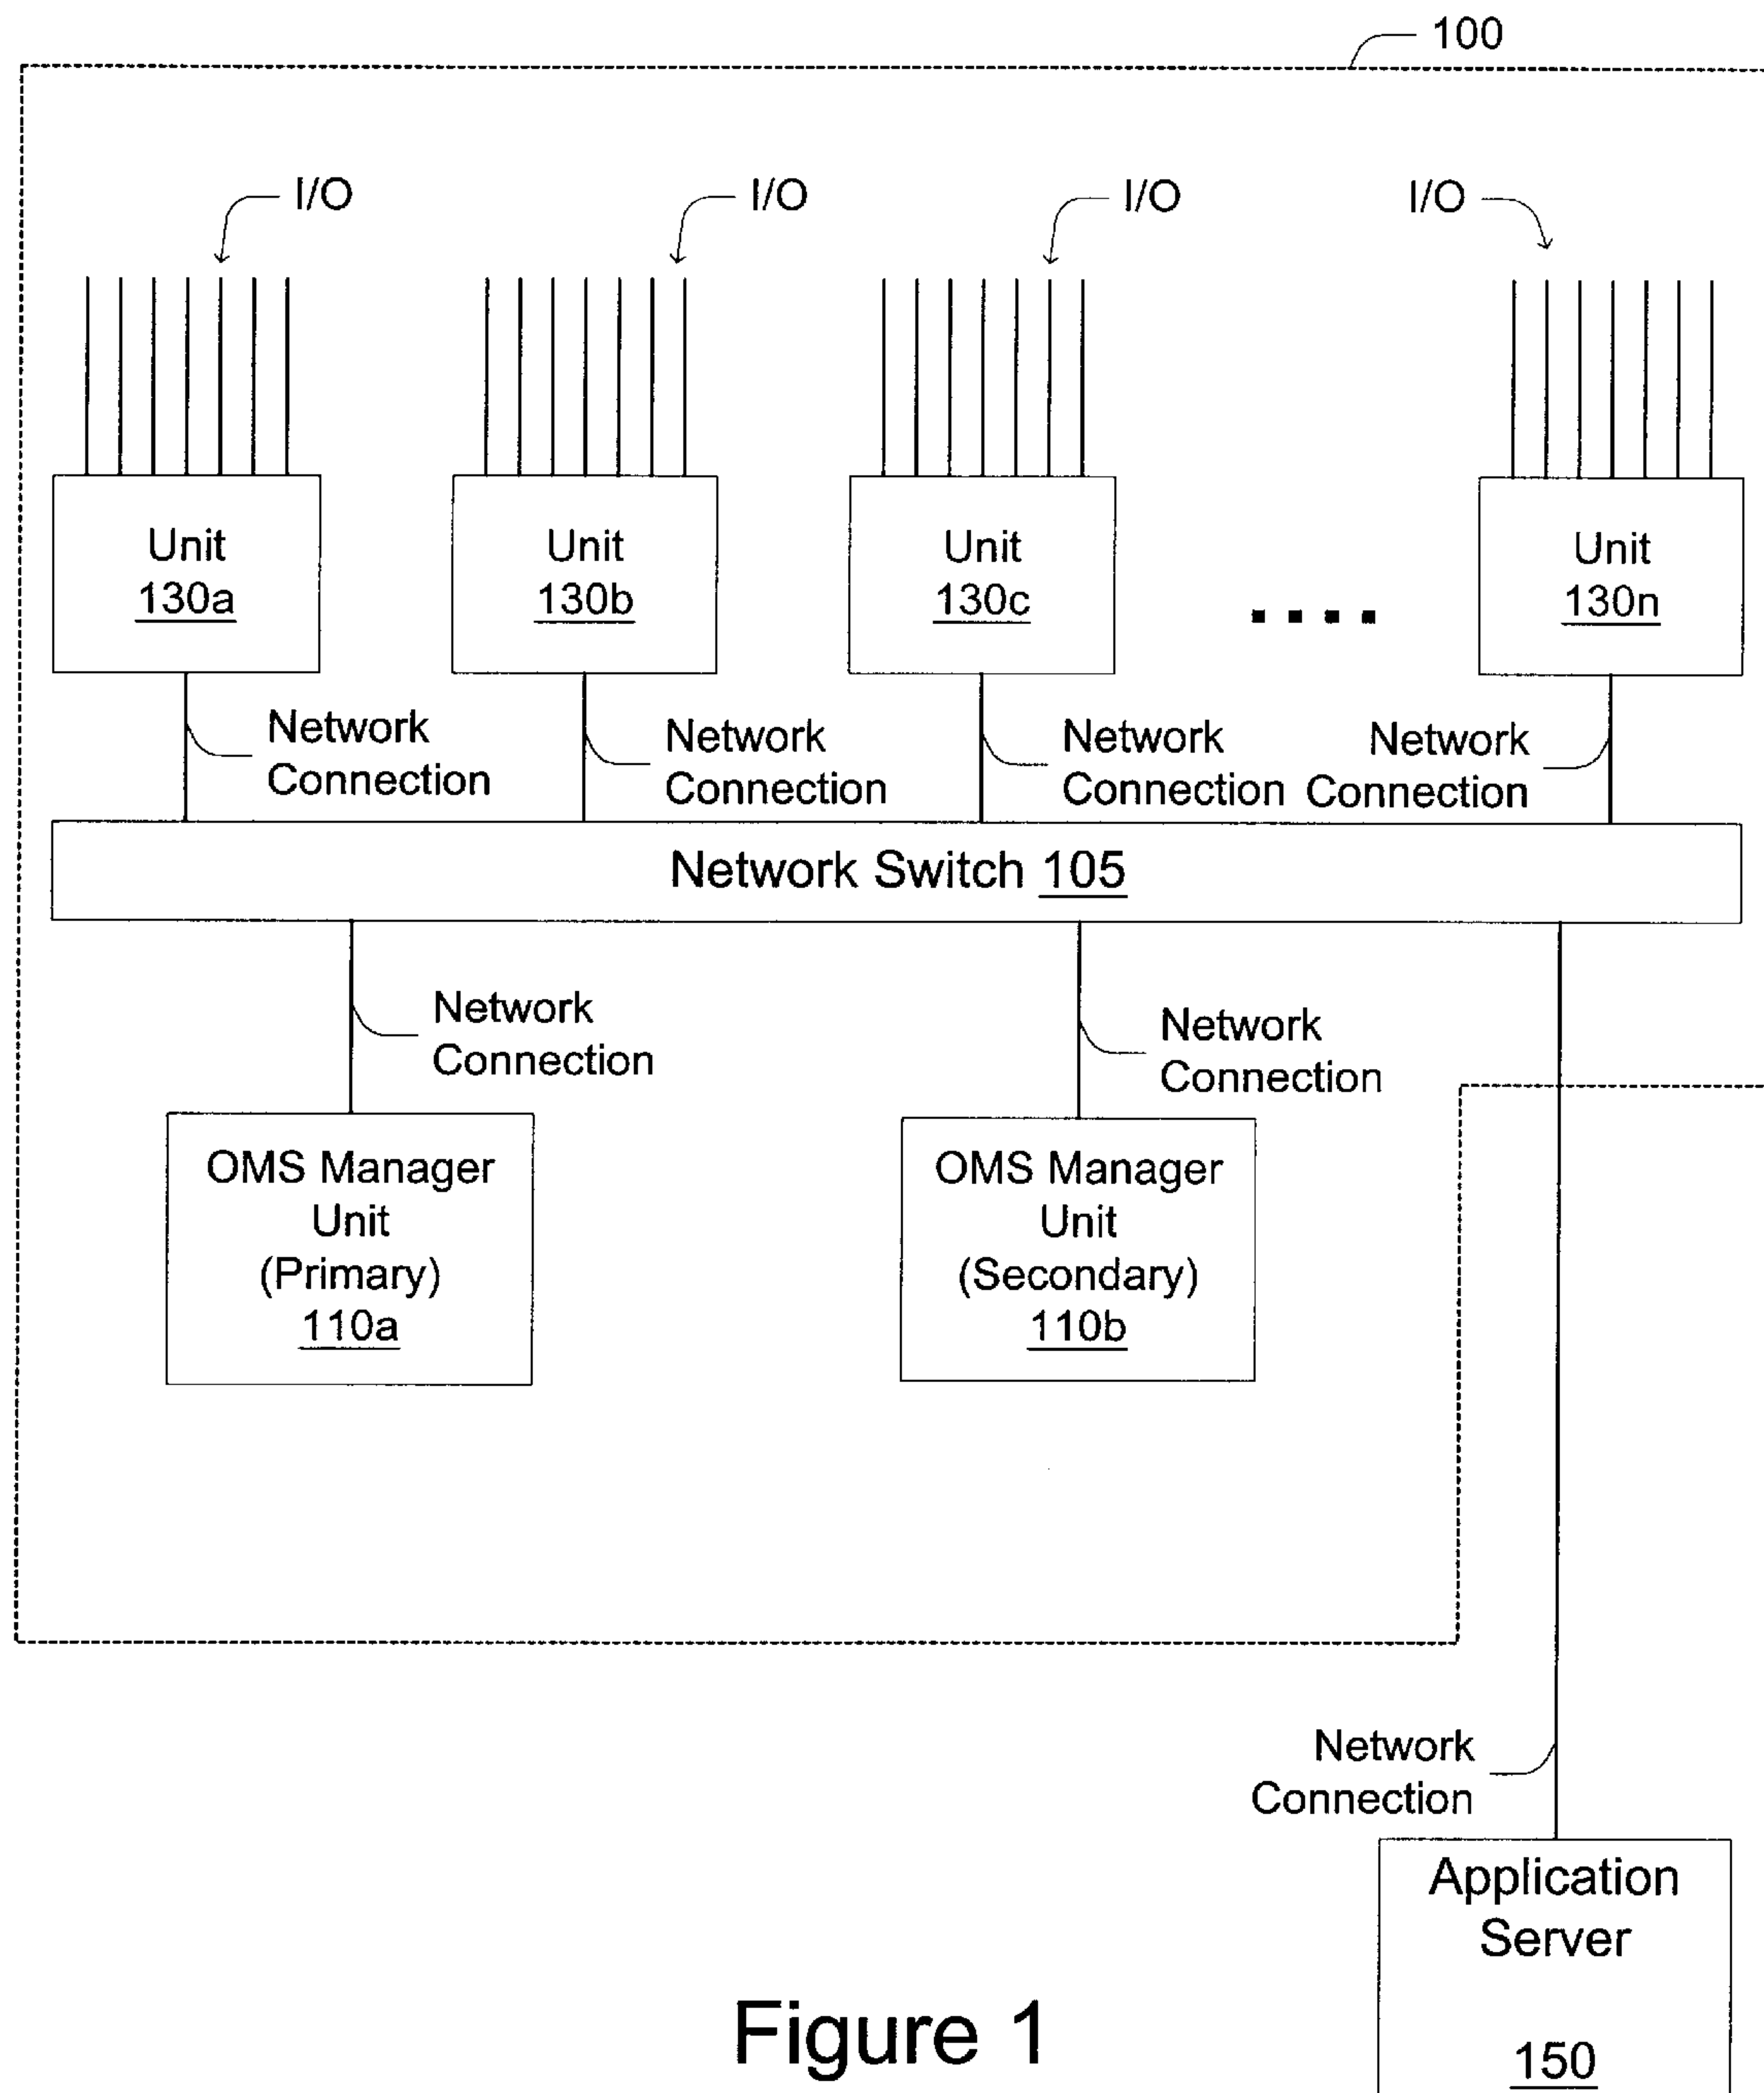 100
I/O
I/O
I/O
I/O
Unit
130a
Unit
130b
Unit
130c
Unit
130n
Network
Connection
Network
Connection
Network
Connection
Network
Connection
Network Switch 105
Network
Connection
Network
Connection
OMS Manager
Unit
(Primary)
110a
OMS Manager
Unit
(Secondary)
110b
Network
Connection
Application
Server
150
Figure 1